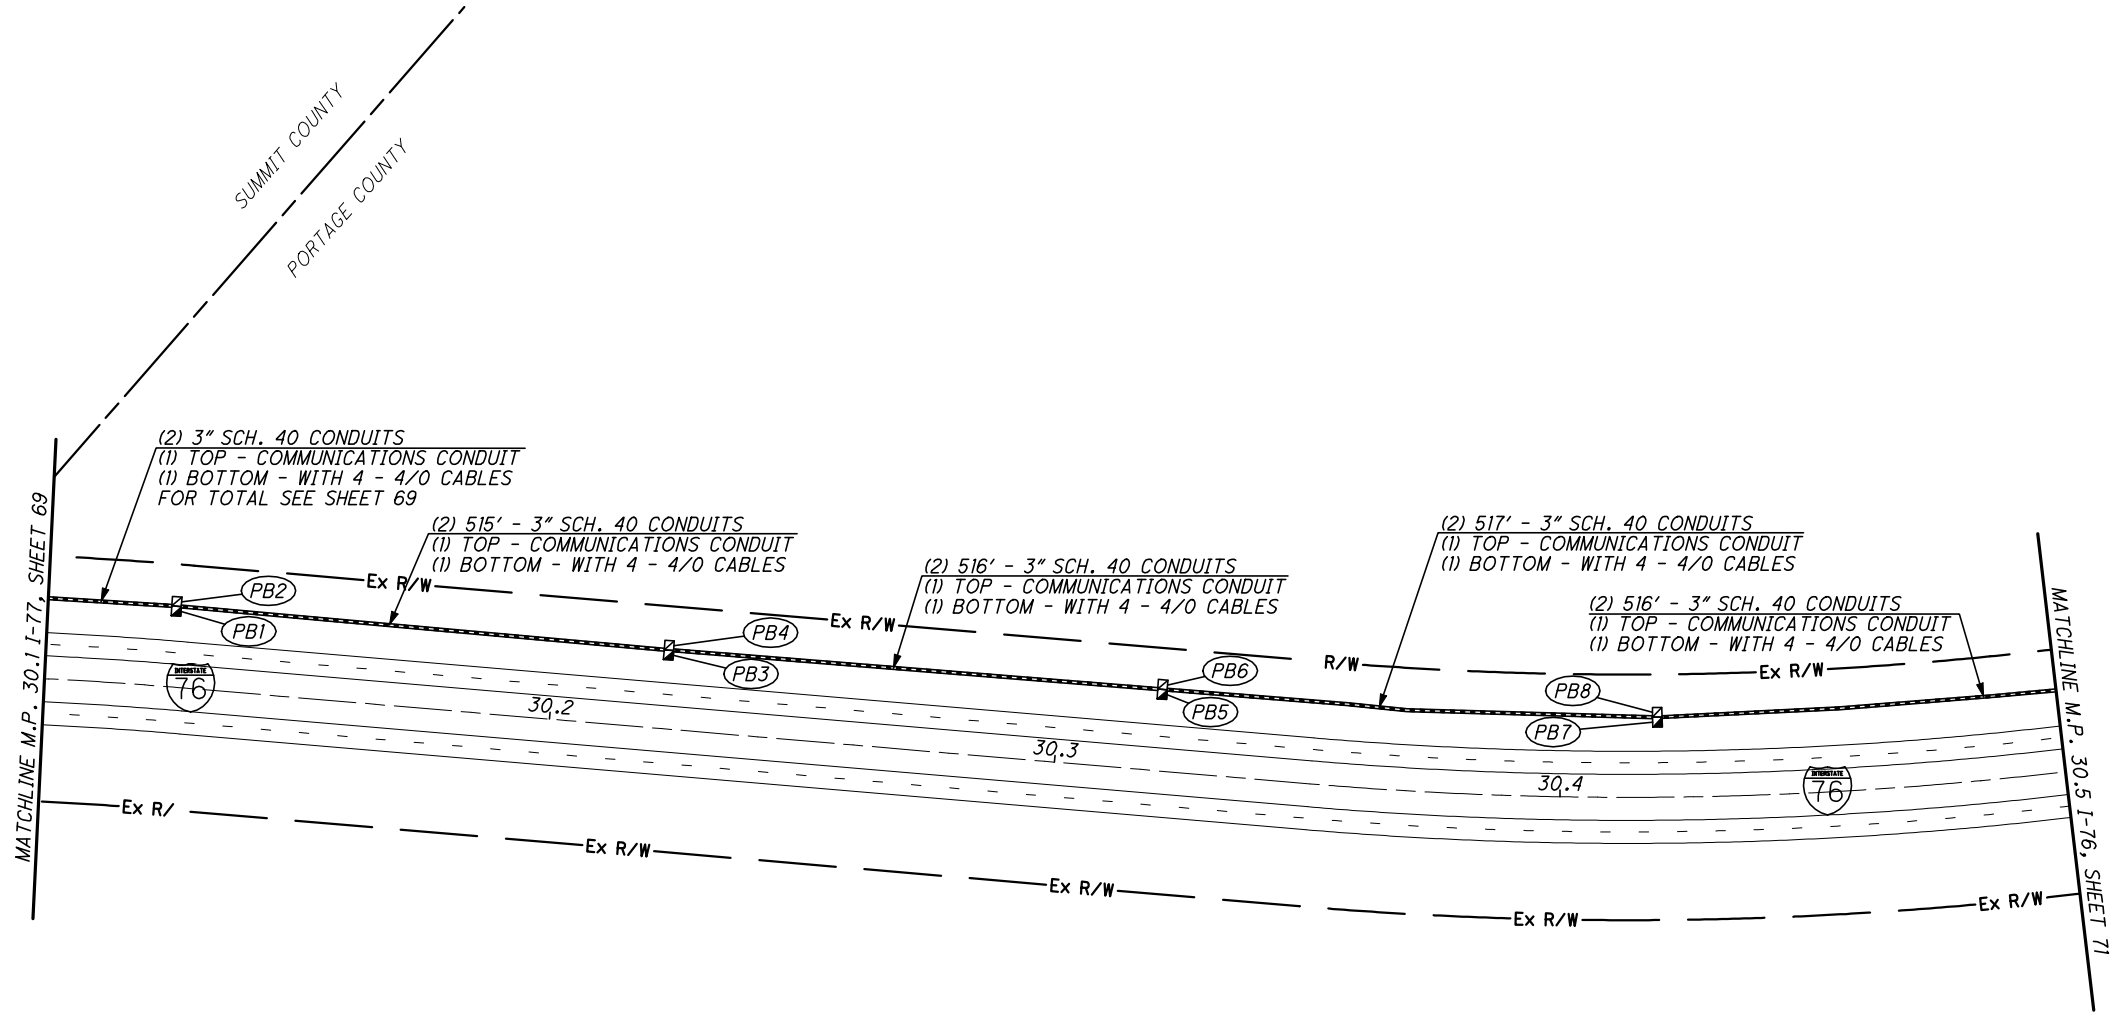 SUMMIT COUNTY
PORTAGE COUNTY
(2) 3" SCH. 40 CONDUITS
(1) TOP - COMMUNICATIONS CONDUIT
(1) BOTTOM - WITH 4 - 4/0 CABLES
FOR TOTAL SEE SHEET 69
(2) 515' - 3" SCH. 40 CONDUITS
(1) TOP - COMMUNICATIONS CONDUIT
(1) BOTTOM - WITH 4 - 4/0 CABLES
(2) 516' - 3" SCH. 40 CONDUITS
(1) TOP - COMMUNICATIONS CONDUIT
(1) BOTTOM - WITH 4 - 4/0 CABLES
(2) 517' - 3" SCH. 40 CONDUITS
(1) TOP - COMMUNICATIONS CONDUIT
(1) BOTTOM - WITH 4 - 4/0 CABLES
(2) 516' - 3" SCH. 40 CONDUITS
(1) TOP - COMMUNICATIONS CONDUIT
(1) BOTTOM - WITH 4 - 4/0 CABLES
MATCHLINE M.P. 30.1 I-77, SHEET 69
MATCHLINE M.P. 30.5 I-76, SHEET 71
Ex R/W
Ex R/W
R/W
Ex R/W
PB2
PB1
PB4
PB3
PB6
PB5
PB8
PB7
INTERSTATE
76
30.2
30.3
30.4
INTERSTATE
76
Ex R/
Ex R/W
Ex R/W
Ex R/W
Ex R/W